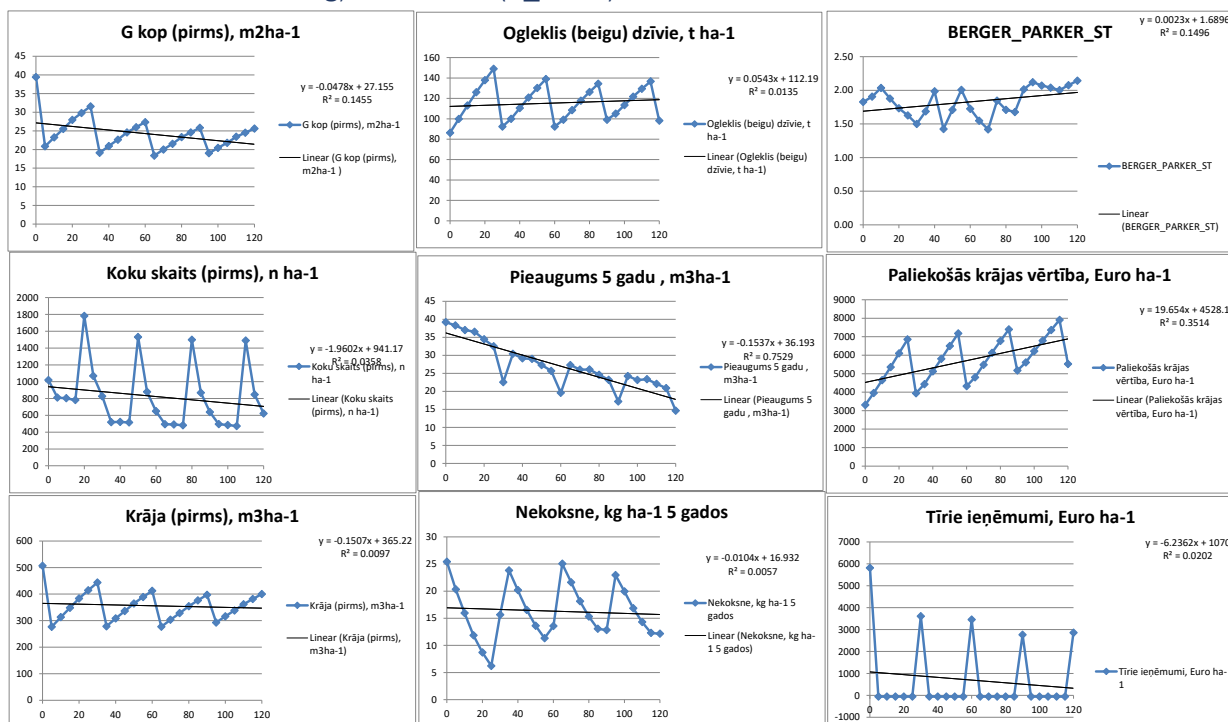 G kop (pirms), m2ha-1
45
40
35
30
25
20
15
10
5
0
0 20 40 60 80 100 120
y = -0.0478x + 27.155
R² = 0.1455
G kop (pirms), m2ha-1
Linear (G kop (pirms),
m2ha-1 )
Ogleklis (beigu) dzīvie, t ha-1
160
140
120
100
80
60
40
20
0
0 20 40 60 80 100 120
y = 0.0543x + 112.19
R² = 0.0135
Ogleklis (beigu) dzīvie, t
ha-1
Linear (Ogleklis (beigu)
dzīvie, t ha-1)
BERGER_PARKER_ST
y = 0.0023x + 1.6896
R² = 0.1496
2.50
2.00
1.50
1.00
0.50
0.00
0 20 40 60 80 100 120
BERGER_PARKER_ST
Linear
(BERGER_PARKER_ST)
Koku skaits (pirms), n ha-1
2000
1800
1600
1400
1200
1000
800
600
400
200
0
0 20 40 60 80 100 120
y = -1.9602x + 941.17
R² = 0.0358
Koku skaits (pirms), n
ha-1
Linear (Koku skaits
(pirms), n ha-1)
Pieaugums 5 gadu , m3ha-1
45
40
35
30
25
20
15
10
5
0
0 20 40 60 80 100 120
y = -0.1537x + 36.193
R² = 0.7529
Pieaugums 5 gadu ,
m3ha-1
Linear (Pieaugums 5
gadu , m3ha-1)
Paliekošās krājas vērtība, Euro ha-1
9000
8000
7000
6000
5000
4000
3000
2000
1000
0
0 20 40 60 80 100 120
y = 19.654x + 4528.1
R² = 0.3514
Paliekošās krājas
vērtība, Euro ha-1
Linear (Paliekošās krājas
vērtība, Euro ha-1)
Krāja (pirms), m3ha-1
600
500
400
300
200
100
0
0 20 40 60 80 100 120
y = -0.1507x + 365.22
R² = 0.0097
Krāja (pirms), m3ha-1
Linear (Krāja (pirms),
m3ha-1)
Nekoksne, kg ha-1 5 gados
30
25
20
15
10
5
0
0 20 40 60 80 100 120
y = -0.0104x + 16.932
R² = 0.0057
Nekoksne, kg ha-1 5
gados
Linear (Nekoksne, kg ha-
1 5 gados)
Tīrie ieņēmumi, Euro ha-1
7000
6000
5000
4000
3000
2000
1000
0
-1000
0 20 40 60 80 100 120
y = -6.2362x + 1070
R² = 0.0202
Tīrie ieņēmumi, Euro ha-
1